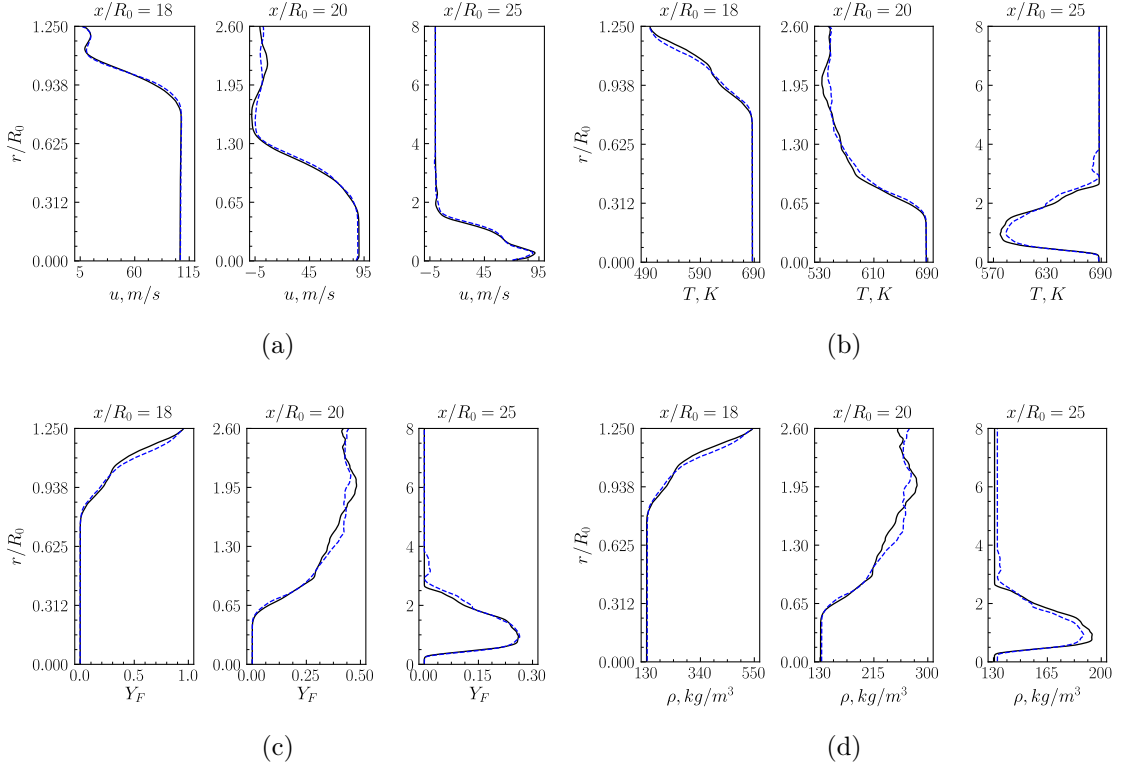 x/R₀ = 18 x/R₀ = 20 x/R₀ = 25
1.250 0.938 0.625 0.312 0.000
r/R₀
5 60 115
u, m/s
2.60 1.95 1.30 0.65 0.00
−5 45 95
u, m/s
8 6 4 2 0
−5 45 95
u, m/s
(a)
x/R₀ = 18 x/R₀ = 20 x/R₀ = 25
1.250 0.938 0.625 0.312 0.000
r/R₀
490 590 690
T, K
2.60 1.95 1.30 0.65 0.00
530 610 690
T, K
8 6 4 2 0
570 630 690
T, K
(b)
x/R₀ = 18 x/R₀ = 20 x/R₀ = 25
1.250 0.938 0.625 0.312 0.000
r/R₀
0.0 0.5 1.0
Y_F
2.60 1.95 1.30 0.65 0.00
0.00 0.25 0.50
Y_F
8 6 4 2 0
0.00 0.15 0.30
Y_F
(c)
x/R₀ = 18 x/R₀ = 20 x/R₀ = 25
1.250 0.938 0.625 0.312 0.000
r/R₀
130 340 550
ρ, kg/m³
2.60 1.95 1.30 0.65 0.00
130 215 300
ρ, kg/m³
8 6 4 2 0
130 165 200
ρ, kg/m³
(d)